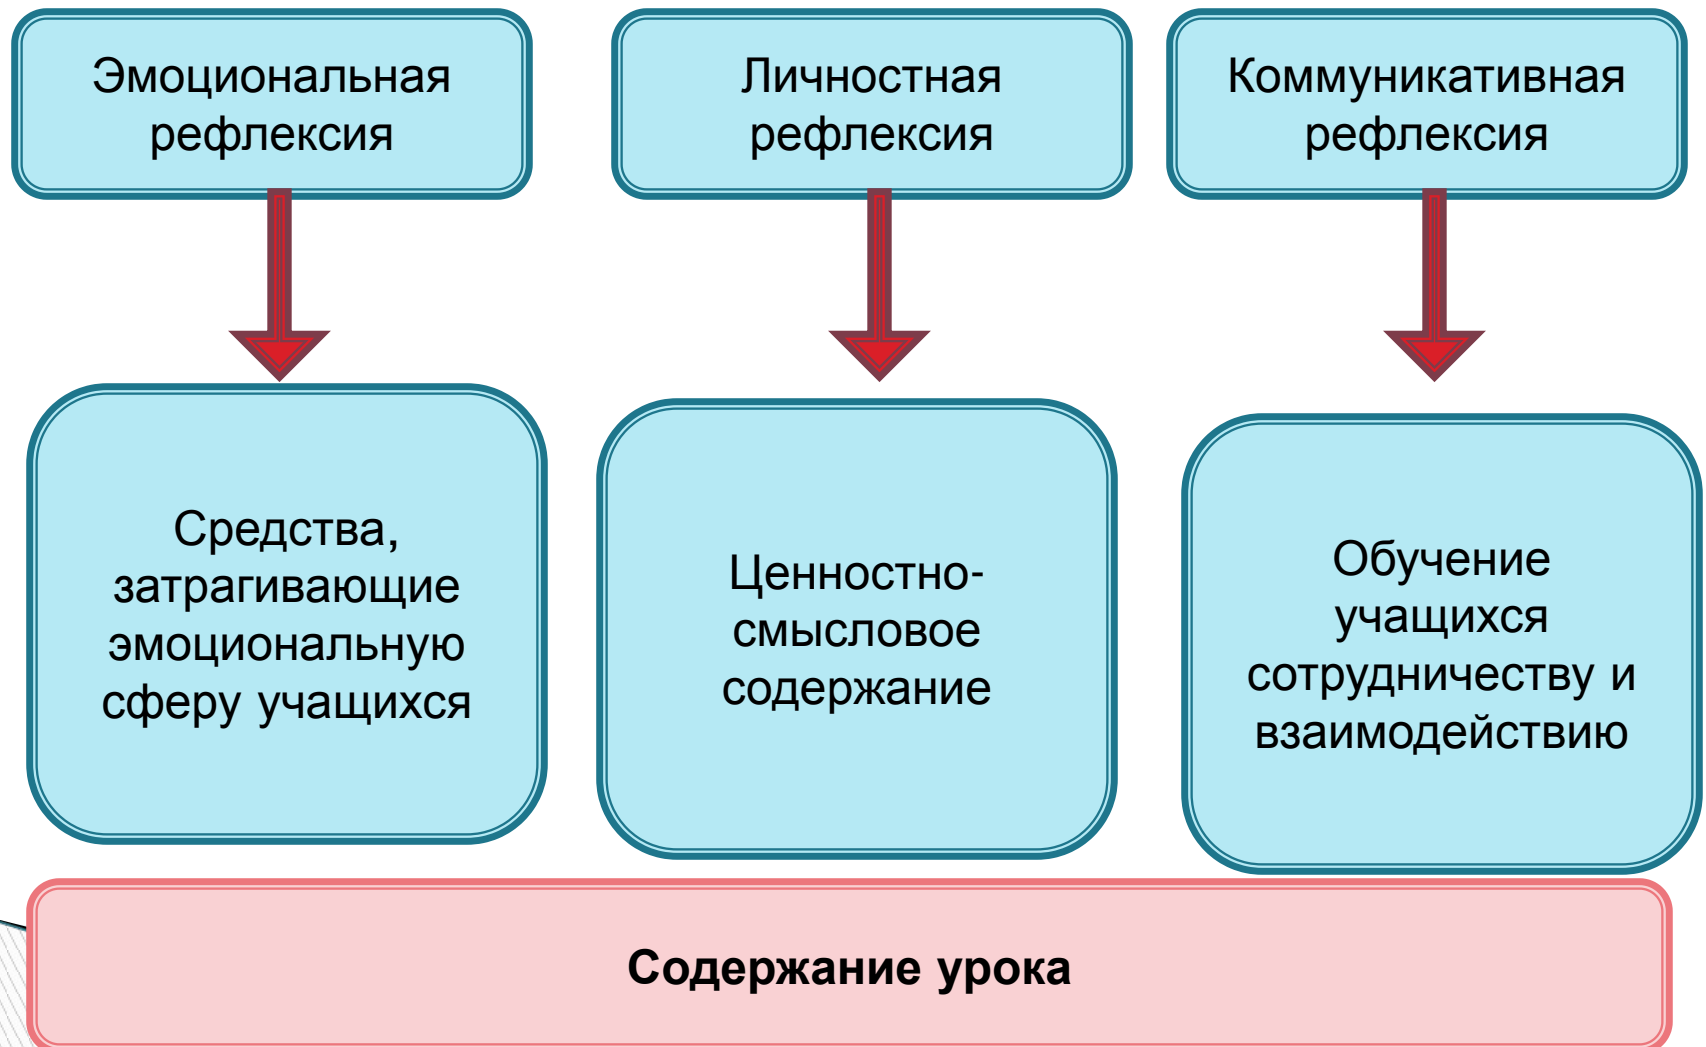 Эмоциональная
рефлексия
Личностная
рефлексия
Коммуникативная
рефлексия
Средства,
затрагивающие
эмоциональную
сферу учащихся
Ценностно-
смысловое
содержание
Обучение
учащихся
сотрудничеству и
взаимодействию
Содержание урока